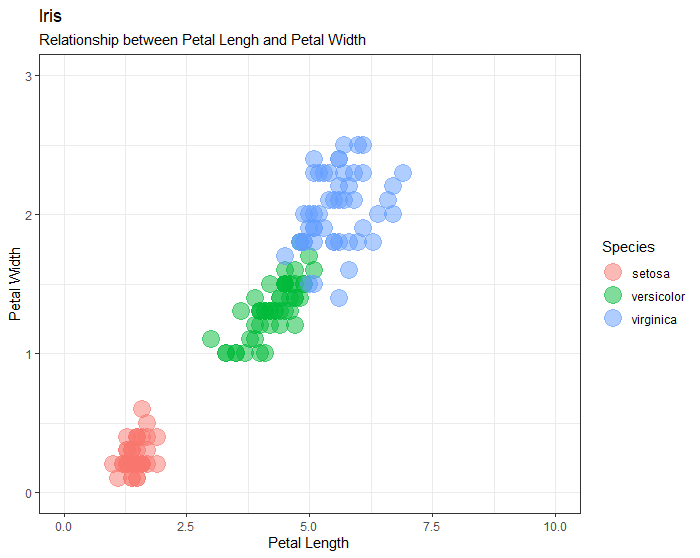 Iris
Relationship between Petal Lengh and Petal Width
3
2
1
0
Petal Width
0.0 2.5 5.0 7.5 10.0
Petal Length
Species
setosa
versicolor
virginica